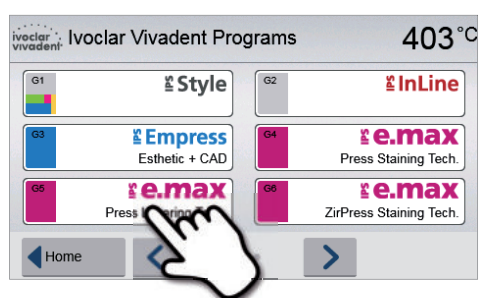 ivoclar vivadent Ivoclar Vivadent Programs 403 °C
G1 IPS Style
G2 IPS InLine
G3 IPS Empress
Esthetic + CAD
G4 IPS e.max
Press Staining Tech.
G5 IPS e.max
Press
G6 IPS e.max
ZirPress Staining Tech.
Home